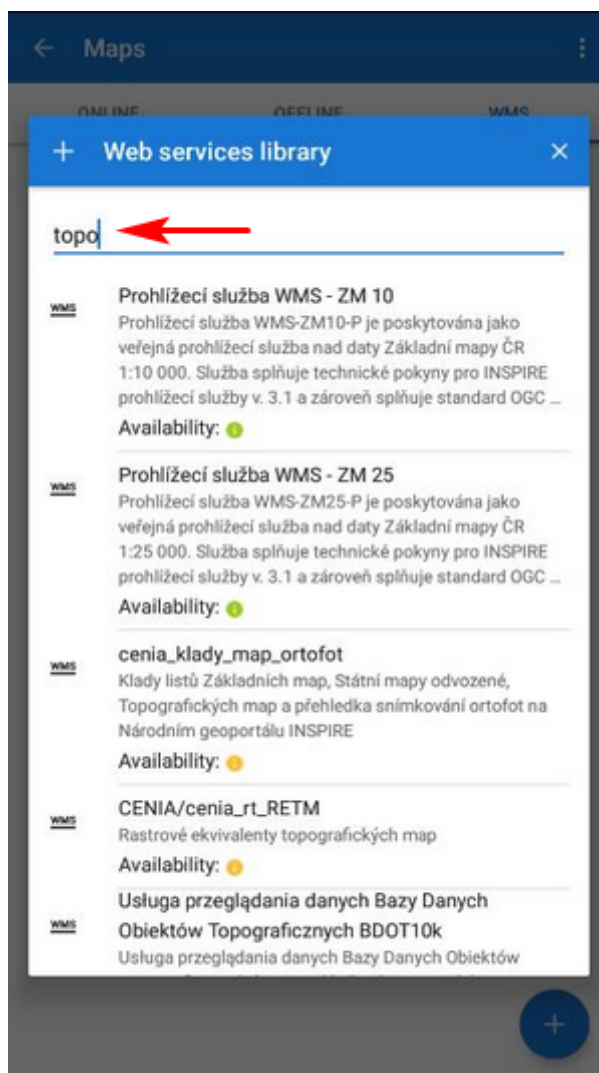 Maps
ONLINE OFFLINE WMS
Web services library
topo
WMS
Prohlížecí služba WMS - ZM 10
Prohlížecí služba WMS-ZM10-P je poskytována jako
veřejná prohlížecí služba nad daty Základní mapy ČR
1:10 000. Služba splňuje technické pokyny pro INSPIRE
prohlížecí služby v. 3.1 a zároveň splňuje standard OGC ...
Availability:
WMS
Prohlížecí služba WMS - ZM 25
Prohlížecí služba WMS-ZM25-P je poskytována jako
veřejná prohlížecí služba nad daty Základní mapy ČR
1:25 000. Služba splňuje technické pokyny pro INSPIRE
prohlížecí služby v. 3.1 a zároveň splňuje standard OGC ...
Availability:
WMS
cenia_klady_map_ortofot
Klady listů Základních map, Státní mapy odvozené,
Topografických map a přehledka snímkování ortofot na
Národním geoportálu INSPIRE
Availability:
WMS
CENIA/cenia_rt_RETM
Rastrové ekvivalenty topografických map
Availability:
WMS
Usługa przeglądania danych Bazy Danych
Obiektów Topograficznych BDOT10k
Usługa przeglądania danych Bazy Danych Obiektów